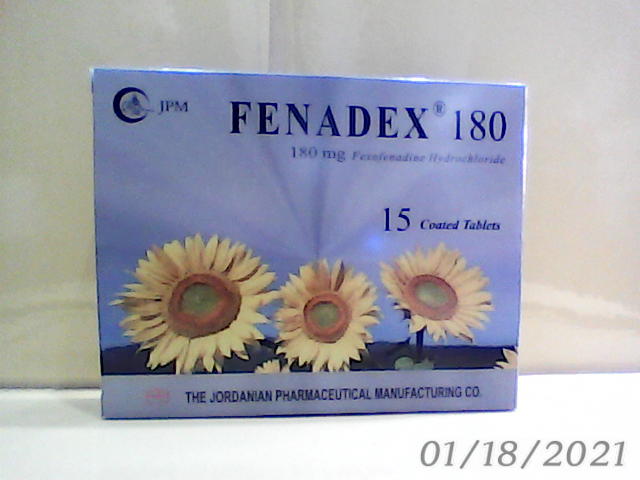 JPM
FENADEX® 180
180 mg Fexofenadine Hydrochloride
15 Coated Tablets
THE JORDANIAN PHARMACEUTICAL MANUFACTURING CO.
01/18/2021